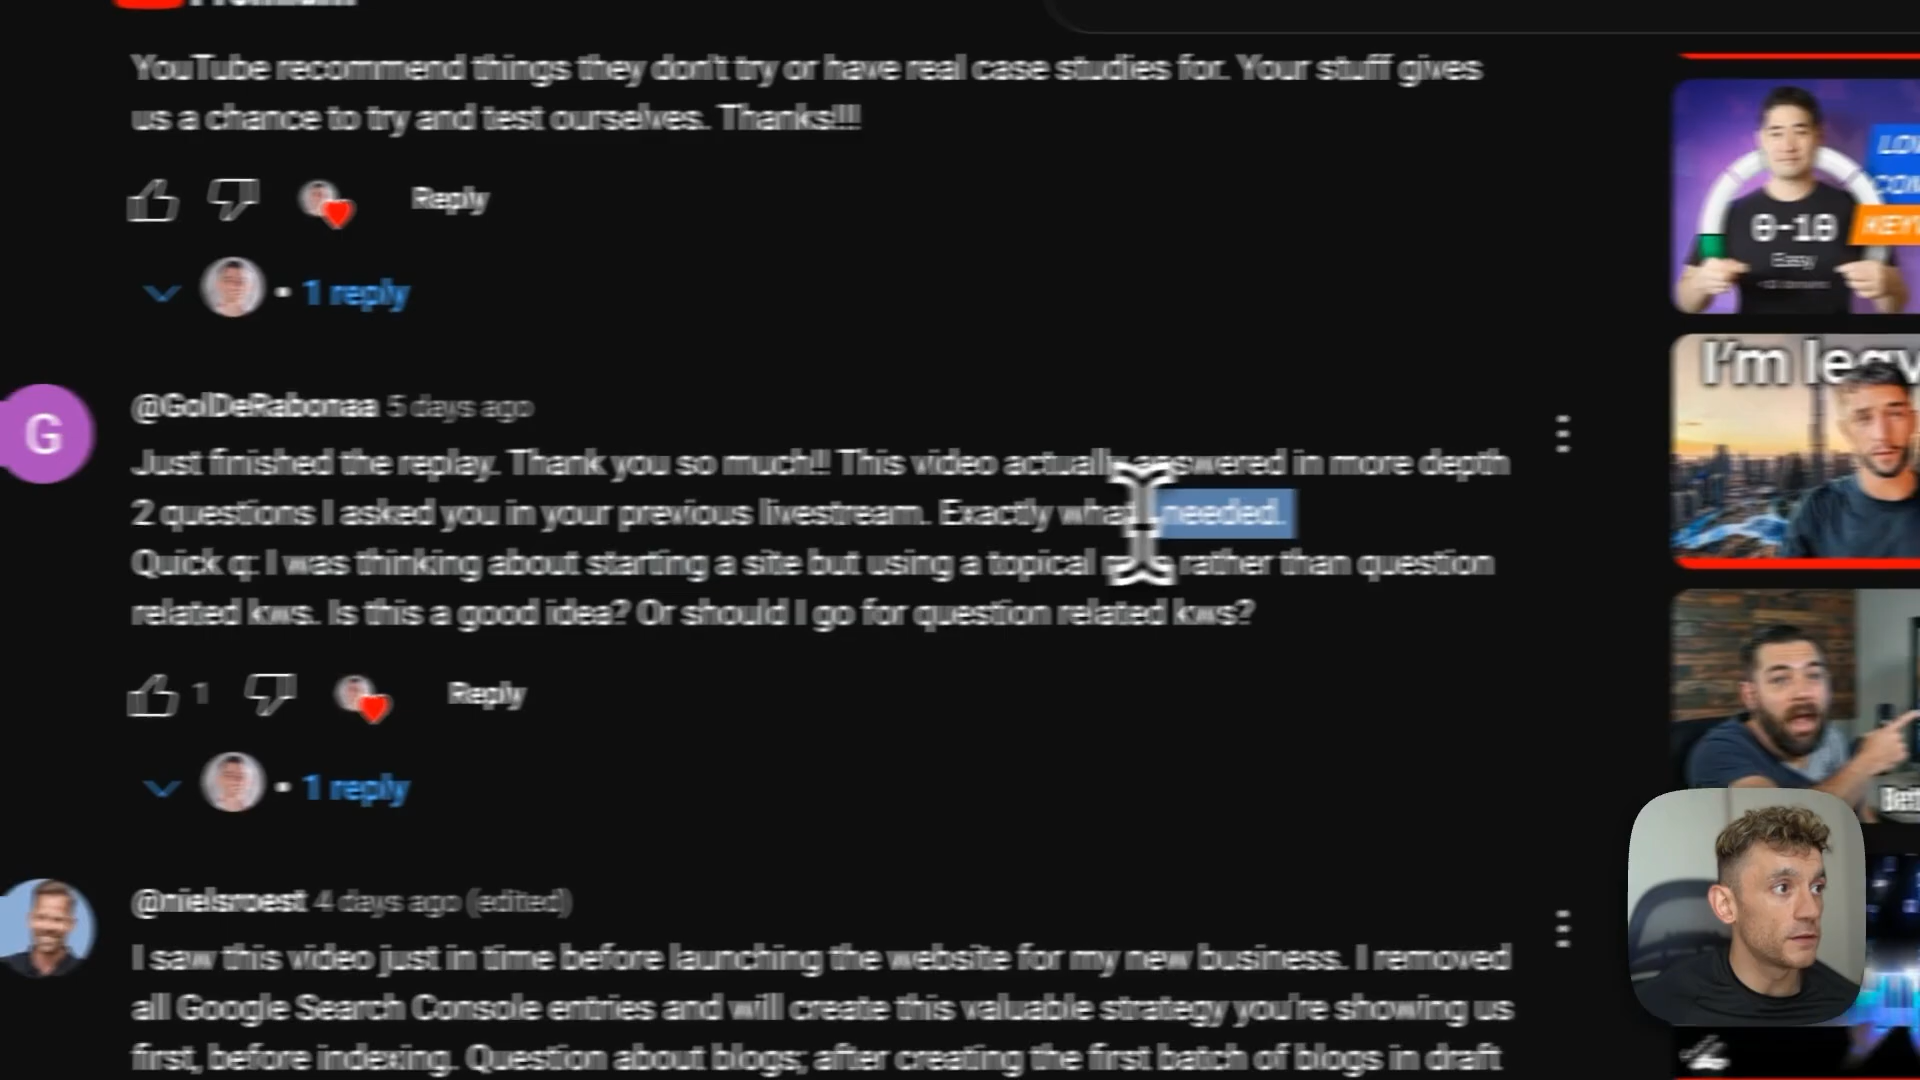 YouTube recommend things they don't try or have real case studies for. Your stuff gives
us a chance to try and test ourselves. Thanks!!!
Reply
• 1 reply
G
@GolDeRabonaa 5 days ago
Just finished the replay. Thank you so much!! This video actually answered in more depth
2 questions I asked you in your previous livestream. Exactly what needed.
Quick q: I was thinking about starting a site but using a topical rather than question
related kws. Is this a good idea? Or should I go for question related kws?
1
Reply
• 1 reply
@nielsroest 4 days ago (edited)
I saw this video just in time before launching the website for my new business. I removed
all Google Search Console entries and will create this valuable strategy you're showing us
first, before indexing. Question about blogs; after creating the first batch of blogs in draft
0-10
Easy
I'm